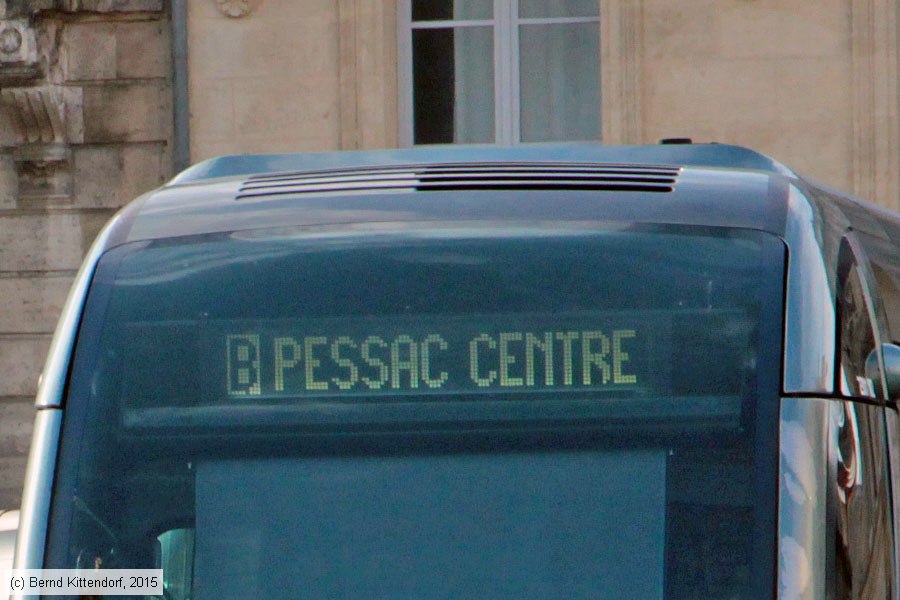 B PESSAC CENTRE
(c) Bernd Kittendorf, 2015